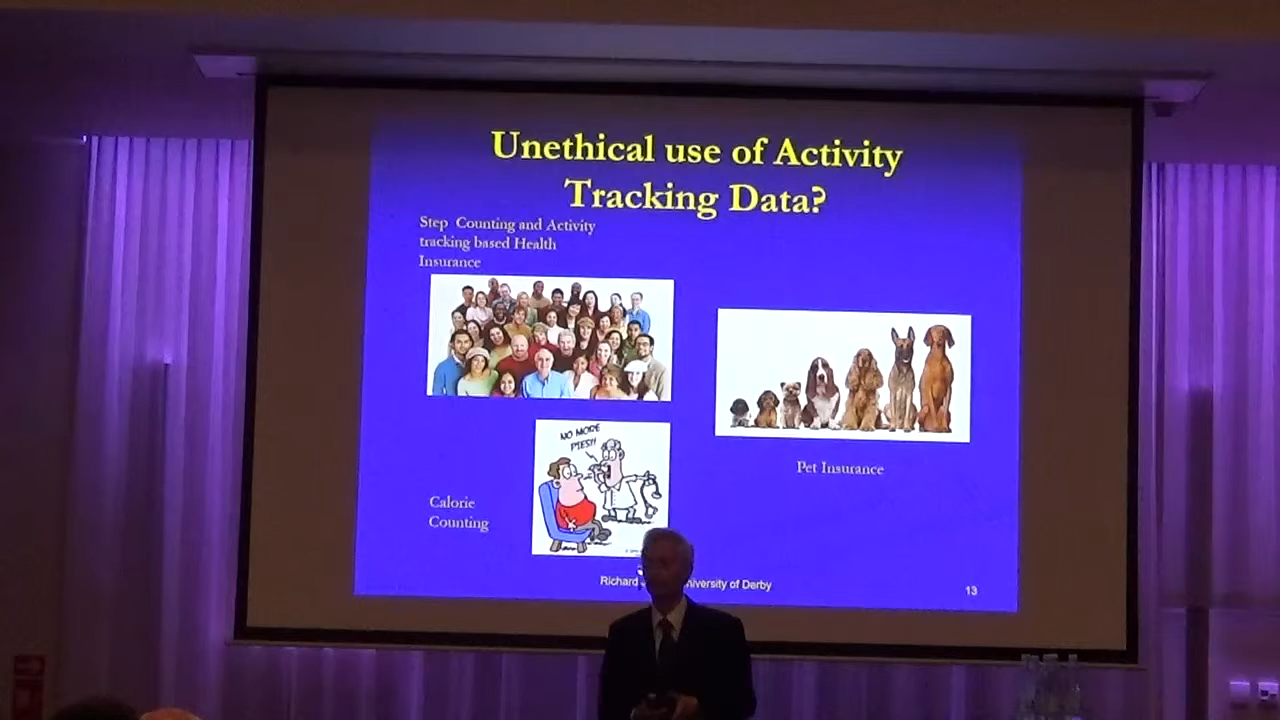 Unethical use of Activity
Tracking Data?
Step Counting and Activity
tracking based Health
Insurance
NO MORE
PIES!!
Pet Insurance
Calorie
Counting
Richard
University of Derby
13